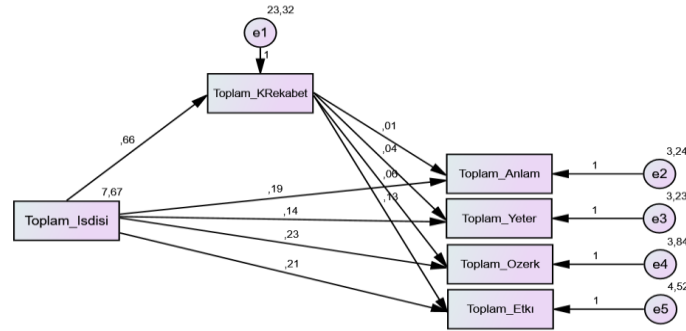 23,32
e1
1
Toplam_KRekabet
,66
,01
,04
,06
,13
7,67
Toplam_Isdisi
,19
,14
,23
,21
Toplam_Anlam
1
3,24
e2
Toplam_Yeter
1
3,23
e3
Toplam_Ozerk
1
3,84
e4
Toplam_Etkı
1
4,52
e5